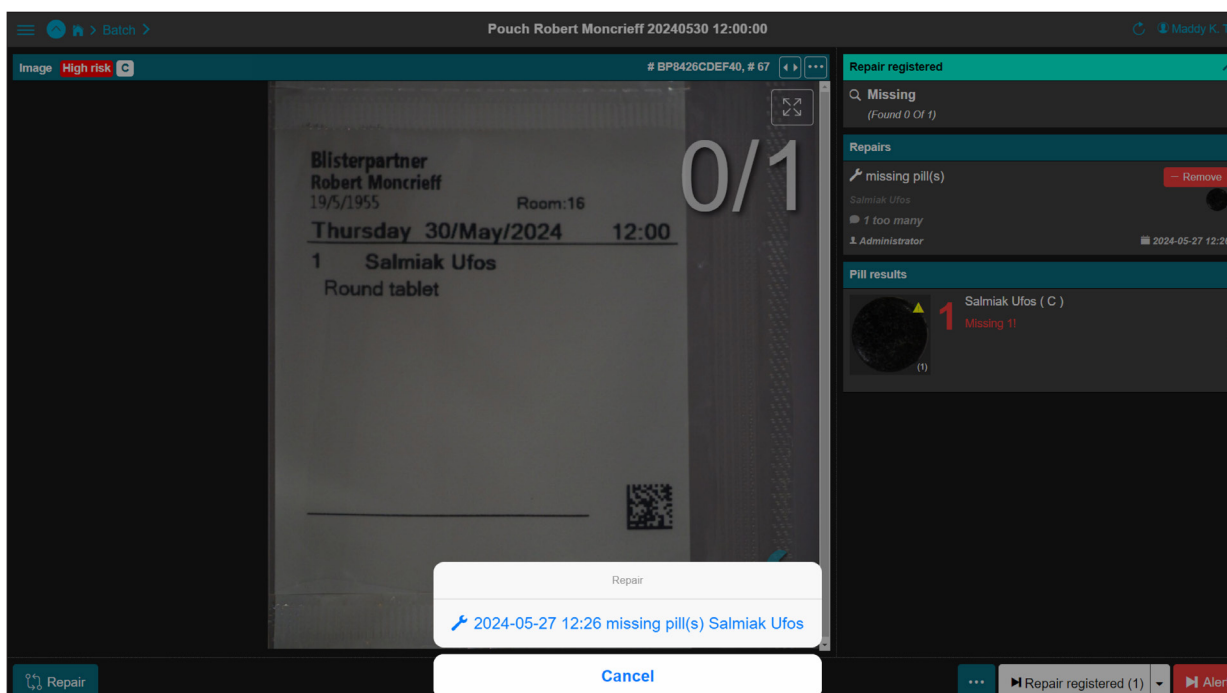 Batch
Pouch Robert Moncrieff 20240530 12:00:00
Maddy K.
Image High risk C
# BP8426CDEF40, # 67
0/1
Blisterpartner
Robert Moncrieff
19/5/1955 Room:16
Thursday 30/May/2024 12:00
1 Salmiak Ufos
Round tablet
Repair registered
Missing
(Found 0 Of 1)
Repairs
missing pill(s)
Remove
Salmiak Ufos
1 too many
Administrator
2024-05-27 12:26
Pill results
1
Salmiak Ufos ( C )
Missing 1!
(1)
Repair
2024-05-27 12:26 missing pill(s) Salmiak Ufos
Cancel
Repair
Repair registered (1)